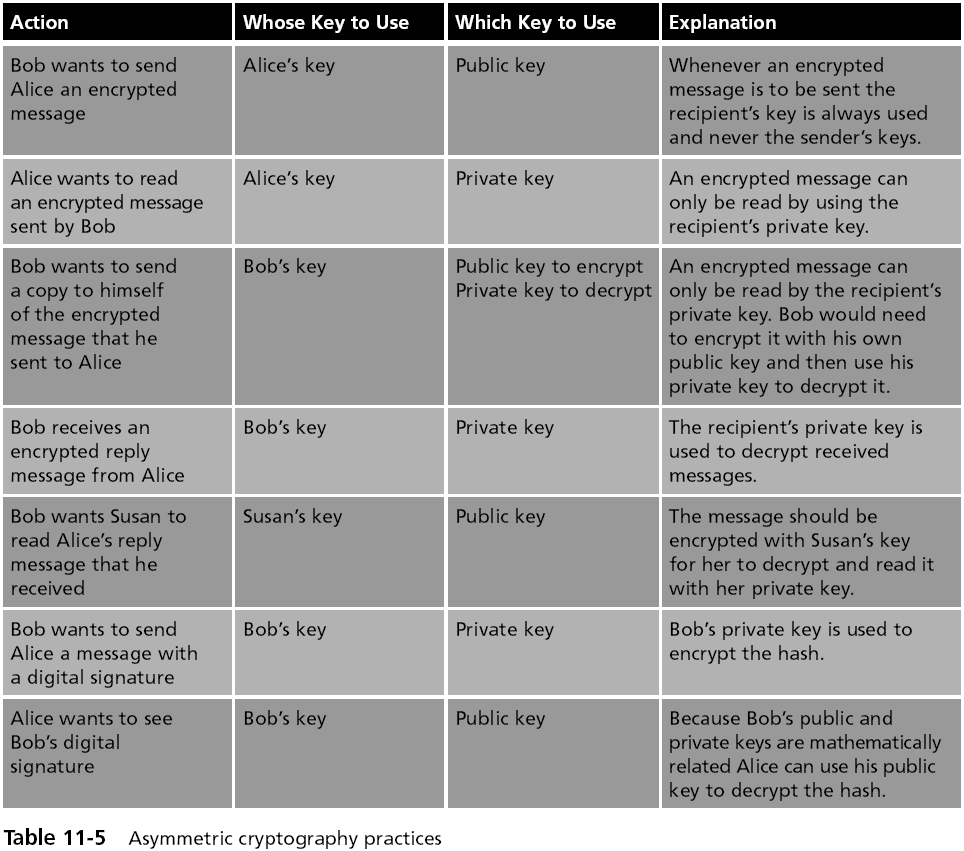 Action Whose Key to Use Which Key to Use Explanation
Bob wants to send Alice's key Public key Whenever an encrypted
Alice an encrypted message is to be sent the
message recipient's key is always used
and never the sender's keys.
Alice wants to read Alice's key Private key An encrypted message can
an encrypted message only be read by using the
sent by Bob recipient's private key.
Bob wants to send Bob's key Public key to encrypt An encrypted message can
a copy to himself Private key to decrypt only be read by the recipient's
of the encrypted private key. Bob would need
message that he to encrypt it with his own
sent to Alice public key and then use his
private key to decrypt it.
Bob receives an Bob's key Private key The recipient's private key is
encrypted reply used to decrypt received
message from Alice messages.
Bob wants Susan to Susan's key Public key The message should be
read Alice's reply encrypted with Susan's key
message that he for her to decrypt and read it
received with her private key.
Bob wants to send Bob's key Private key Bob's private key is used to
Alice a message with encrypt the hash.
a digital signature
Alice wants to see Bob's key Public key Because Bob's public and
Bob's digital private keys are mathematically
signature related Alice can use his public
key to decrypt the hash.
Table 11-5 Asymmetric cryptography practices